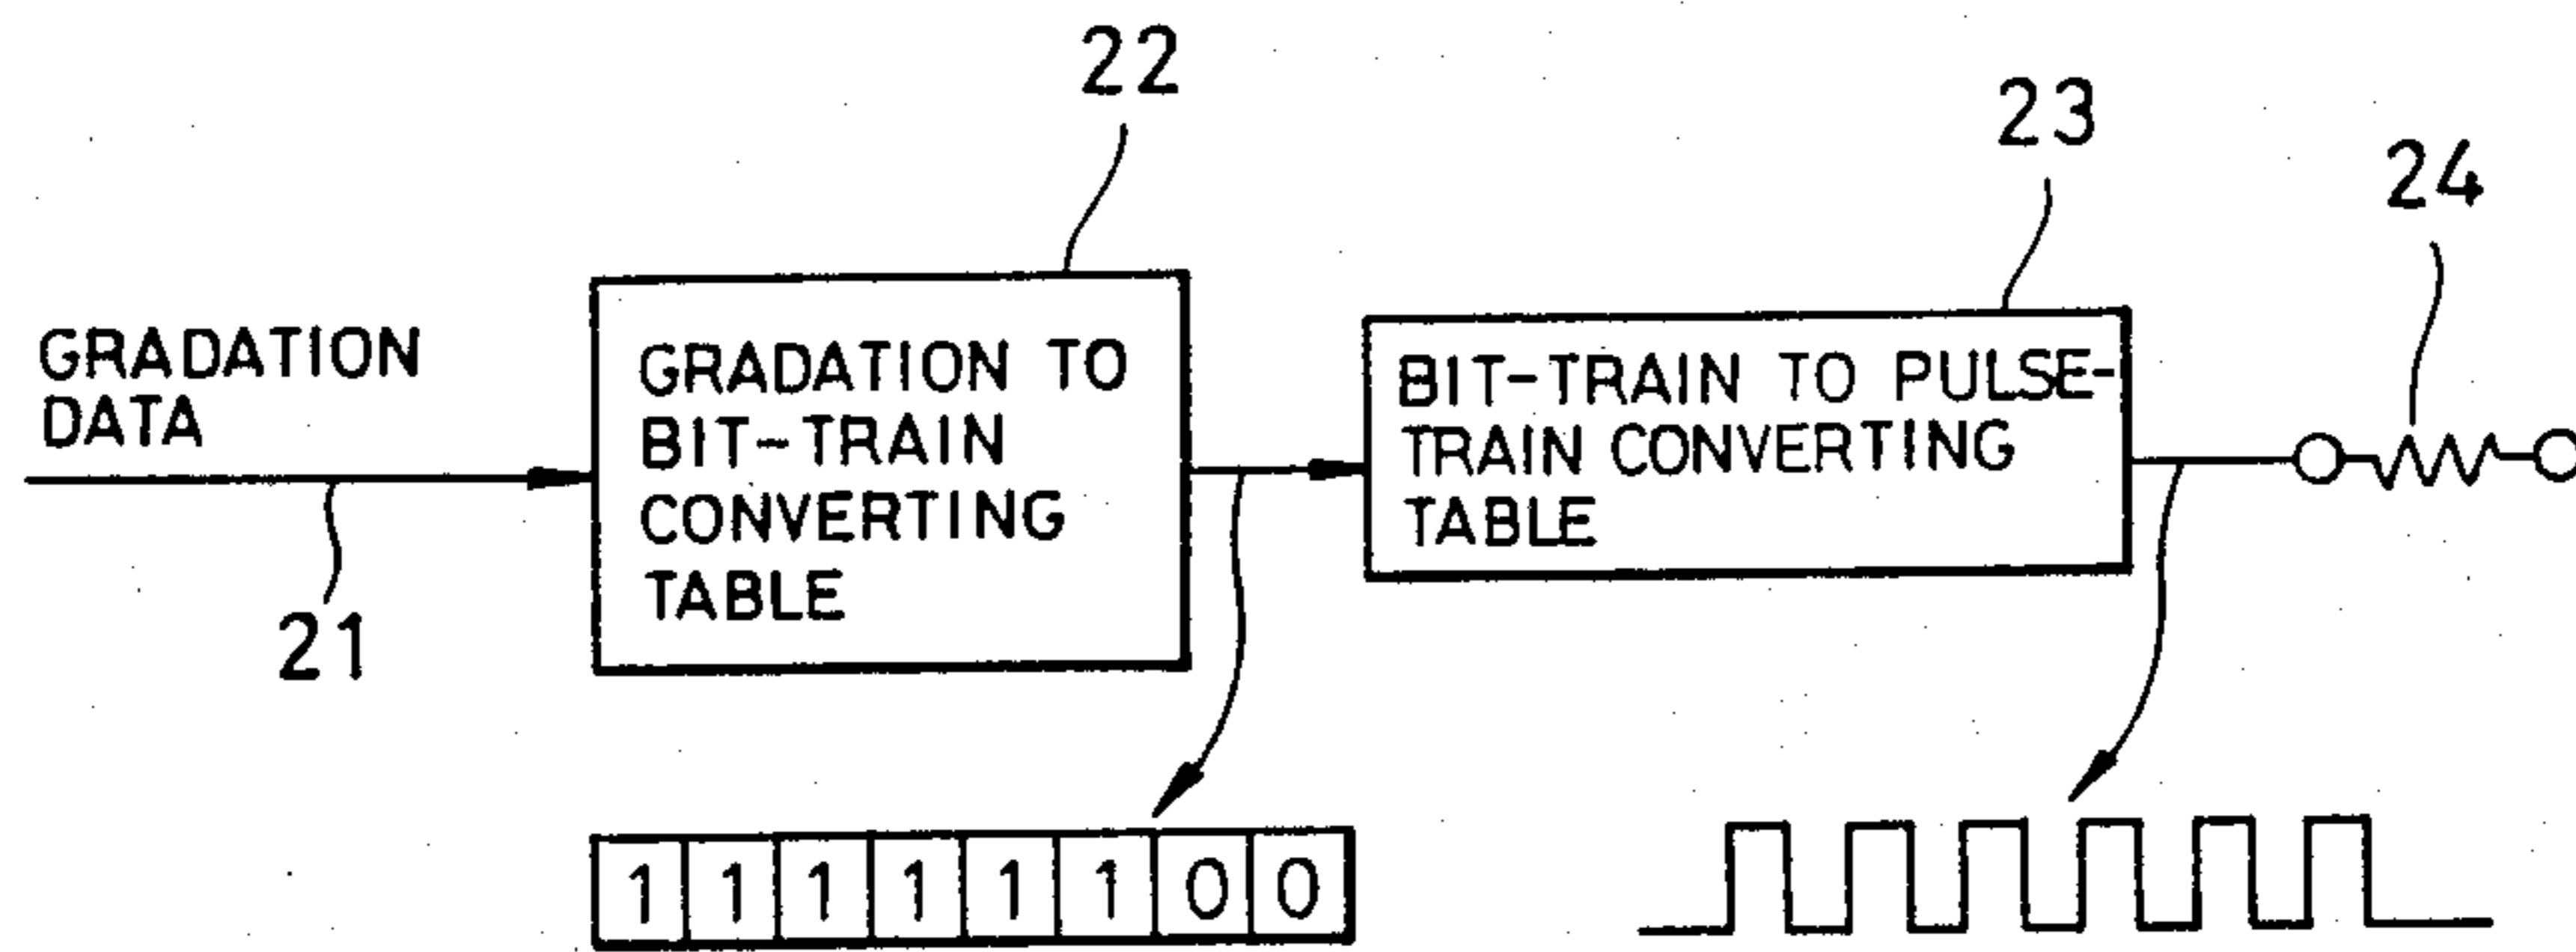 22
23
24
GRADATION
DATA
21
GRADATION TO
BIT-TRAIN
CONVERTING
TABLE
BIT-TRAIN TO PULSE-
TRAIN CONVERTING
TABLE
1 1 1 1 1 1 0 0